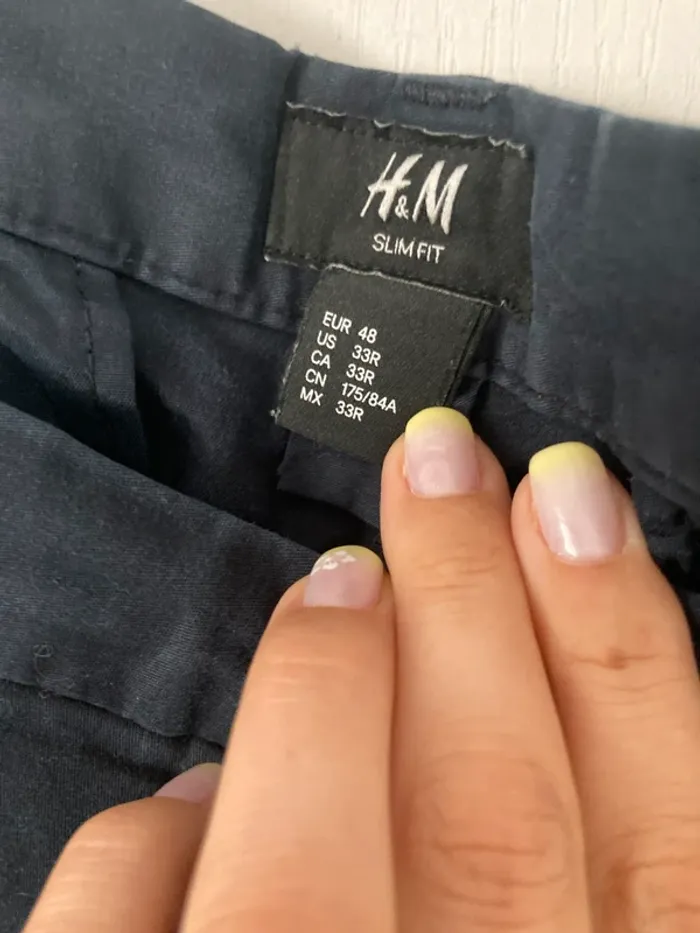 H&M
SLIM FIT
EUR 48
US 33R
CA 33R
CN 175/84A
MX 33R